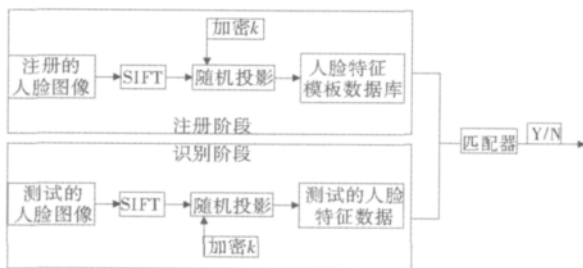 加密k
注册的
人脸图像
SIFT
随机投影
人脸特征
模板数据库
注册阶段
匹配器
Y/N
识别阶段
测试的
人脸图像
SIFT
随机投影
测试的人脸
特征数据
加密k